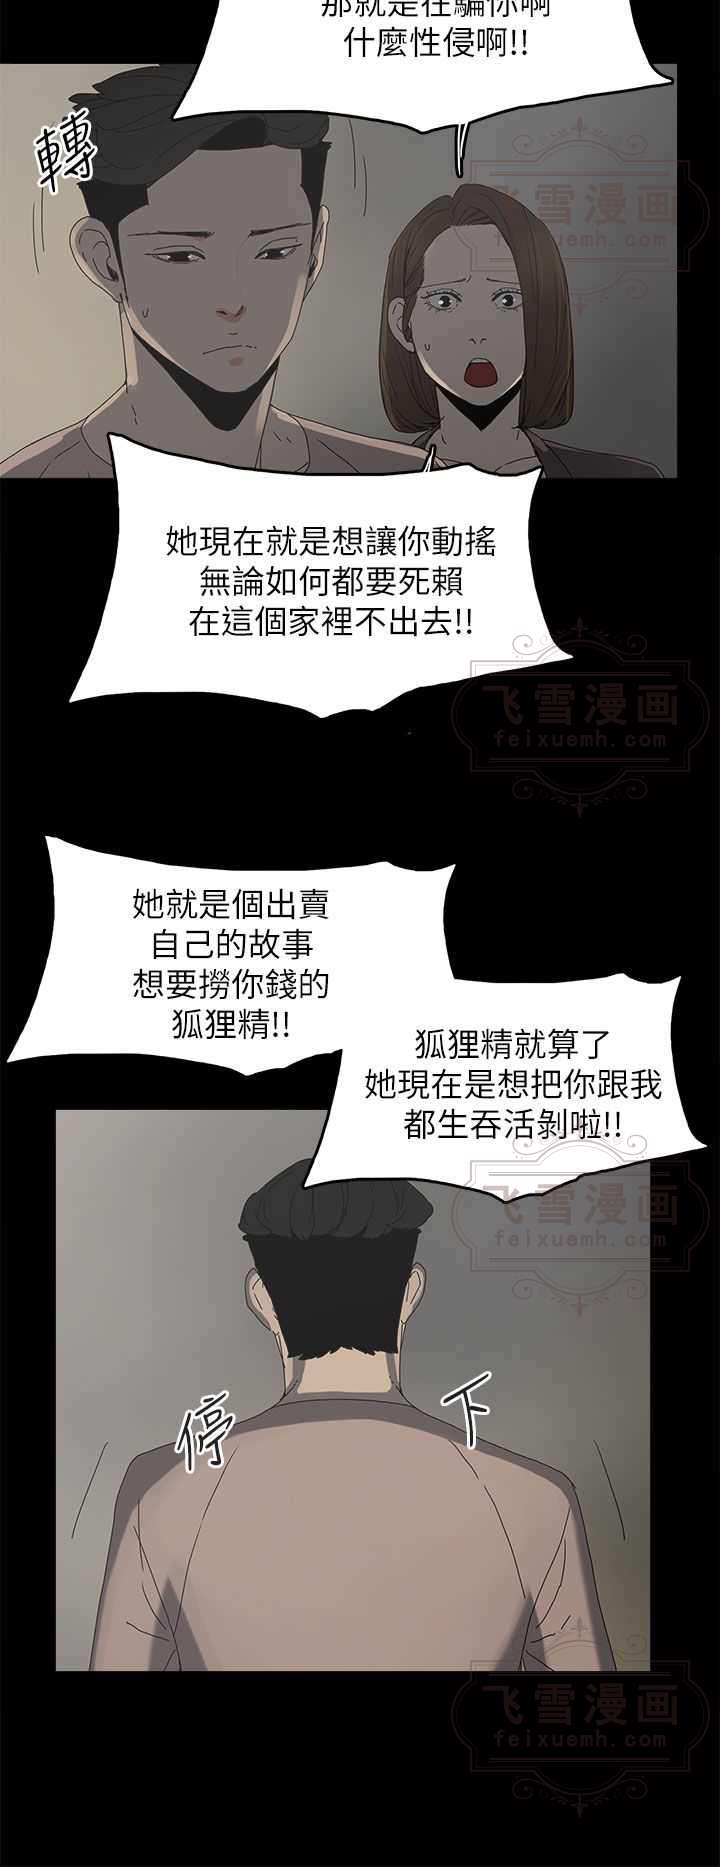 那就是在騙你啊
什麼性侵啊!!
轉
飞雪漫画
feixuemh.com
她現在就是想讓你動搖
無論如何都要死賴
在這個家裡不出去!!
飞雪漫画
feixuemh.com
她就是個出賣
自己的故事
想要撈你錢的
狐狸精!!
狐狸精就算了
她現在是想把你跟我
都生吞活剝啦!!
飞雪漫画
feixuemh.com
停
下
飞雪漫画
feixuemh.com